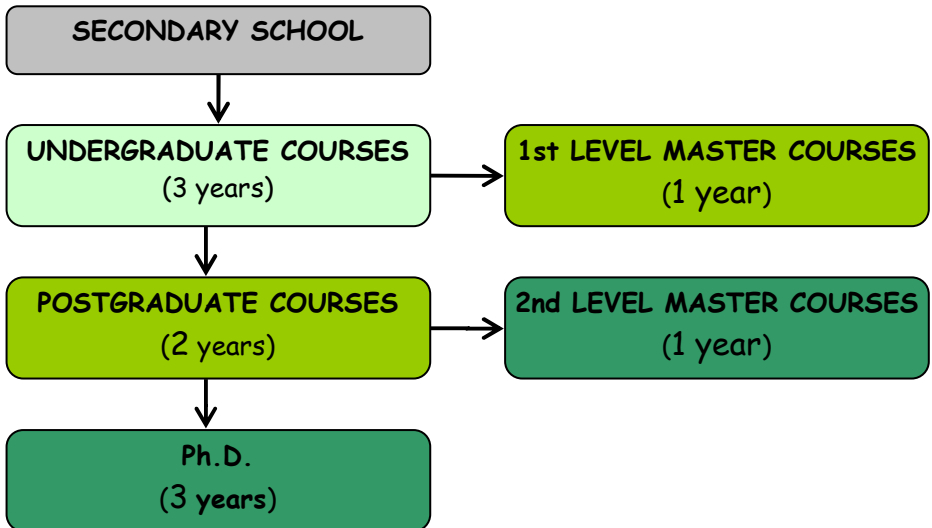 SECONDARY SCHOOL
UNDERGRADUATE COURSES
(3 years)
1st LEVEL MASTER COURSES
(1 year)
POSTGRADUATE COURSES
(2 years)
2nd LEVEL MASTER COURSES
(1 year)
Ph.D.
(3 years)